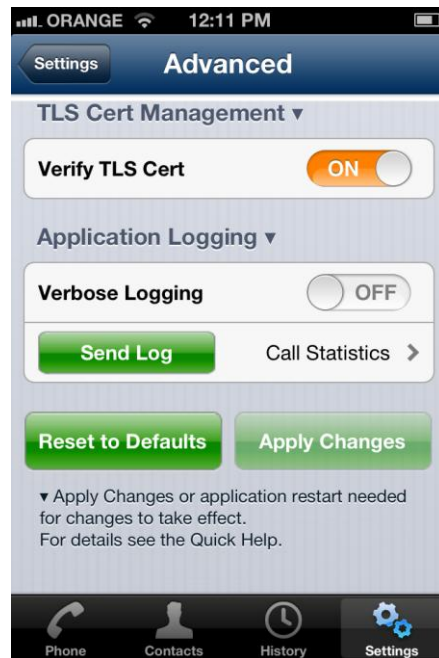 ORANGE 12:11 PM
Settings Advanced
TLS Cert Management ▾
Verify TLS Cert ON
Application Logging ▾
Verbose Logging OFF
Send Log Call Statistics
Reset to Defaults Apply Changes
▾ Apply Changes or application restart needed
for changes to take effect.
For details see the Quick Help.
Phone Contacts History Settings